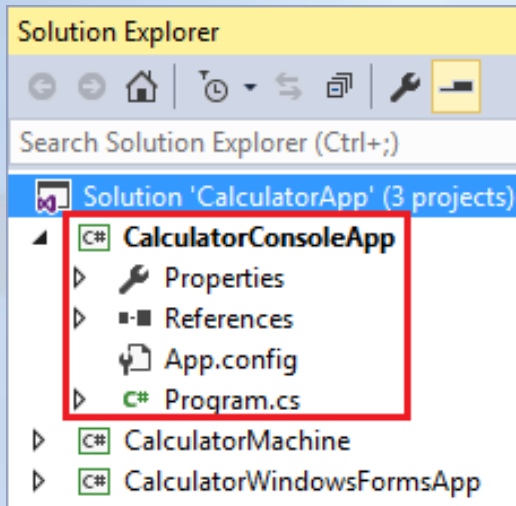 Solution Explorer
Search Solution Explorer (Ctrl+;)
Solution 'CalculatorApp' (3 projects)
C# CalculatorConsoleApp
Properties
References
App.config
C# Program.cs
C# CalculatorMachine
C# CalculatorWindowsFormsApp